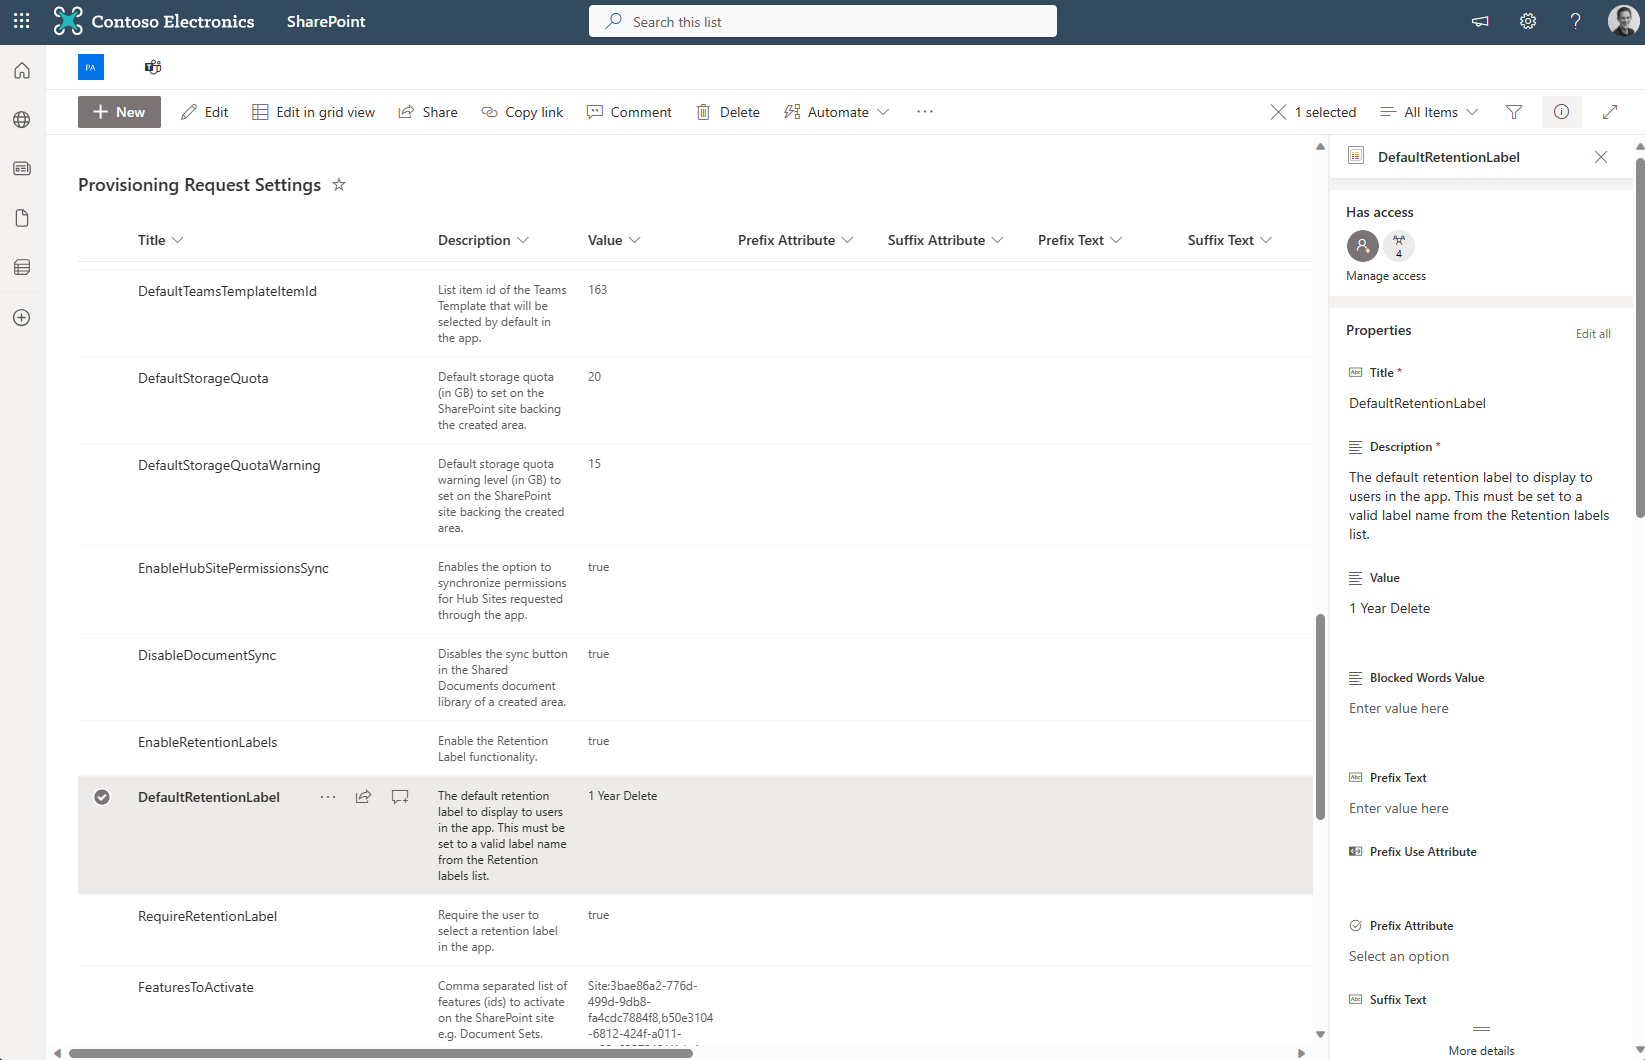 Contoso Electronics SharePoint Search this list
PA
New Edit Edit in grid view Share Copy link Comment Delete Automate 1 selected All Items
Provisioning Request Settings
Title Description Value Prefix Attribute Suffix Attribute Prefix Text Suffix Text
DefaultTeamsTemplateItemId
List item id of the Teams
Template that will be
selected by default in
the app.
163
DefaultStorageQuota
Default storage quota
(in GB) to set on the
SharePoint site backing
the created area.
20
DefaultStorageQuotaWarning
Default storage quota
warning level (in GB) to
set on the SharePoint
site backing the created
area.
15
EnableHubSitePermissionsSync
Enables the option to
synchronize permissions
for Hub Sites requested
through the app.
true
DisableDocumentSync
Disables the sync button
in the Shared
Documents document
library of a created area.
true
EnableRetentionLabels
Enable the Retention
Label functionality.
true
DefaultRetentionLabel
The default retention
label to display to users
in the app. This must be
set to a valid label name
from the Retention
labels list.
1 Year Delete
RequireRetentionLabel
Require the user to
select a retention label
in the app.
true
FeaturesToActivate
Comma separated list of
features (ids) to activate
on the SharePoint site
e.g. Document Sets.
Site:3bae86a2-776d-
499d-9db8-
fa4cdc7884f8,b50e3104
-6812-424f-a011-
DefaultRetentionLabel
Has access
4
Manage access
Properties Edit all
Abc Title *
DefaultRetentionLabel
Description *
The default retention label to display to
users in the app. This must be set to a
valid label name from the Retention labels
list.
Value
1 Year Delete
Blocked Words Value
Enter value here
Abc Prefix Text
Enter value here
Prefix Use Attribute
Prefix Attribute
Select an option
Abc Suffix Text
More details